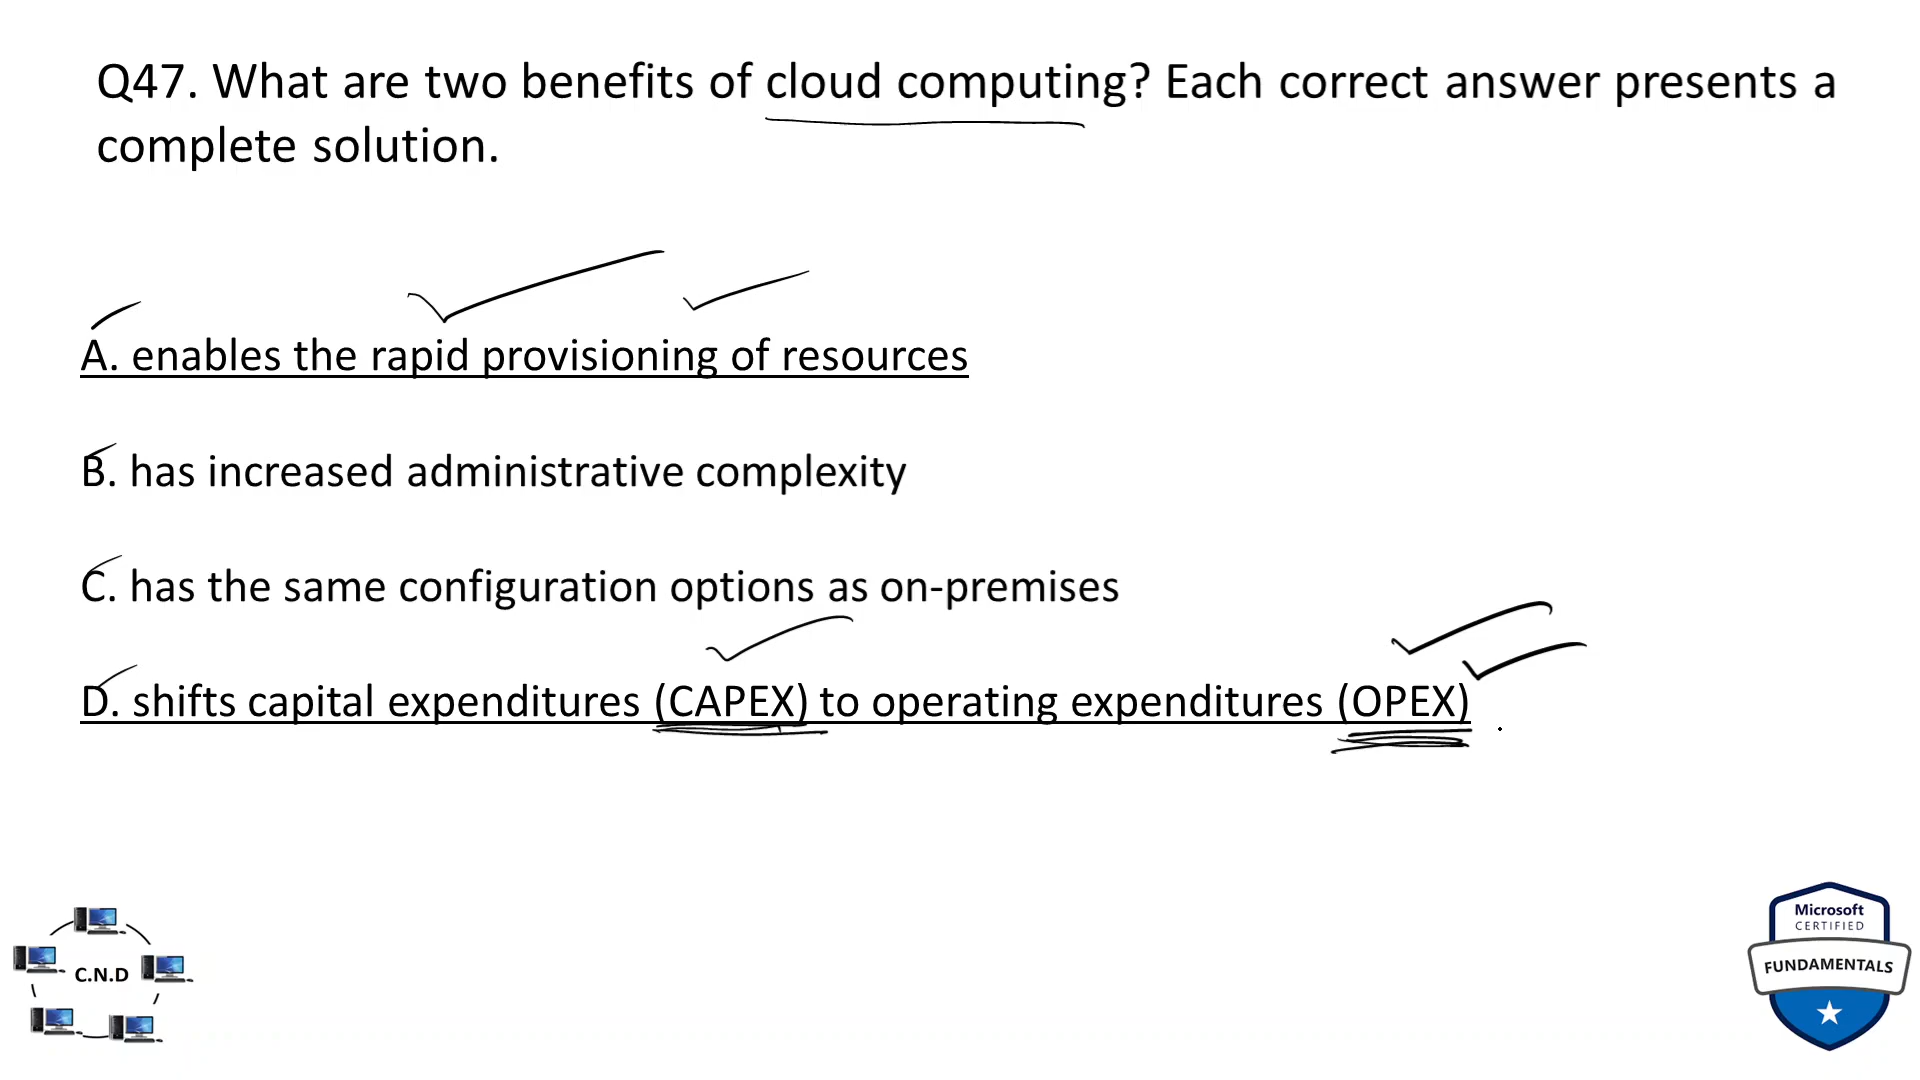 Q47. What are two benefits of cloud computing? Each correct answer presents a
complete solution.
A. enables the rapid provisioning of resources
B. has increased administrative complexity
C. has the same configuration options as on-premises
D. shifts capital expenditures (CAPEX) to operating expenditures (OPEX)
C.N.D
Microsoft
CERTIFIED
FUNDAMENTALS